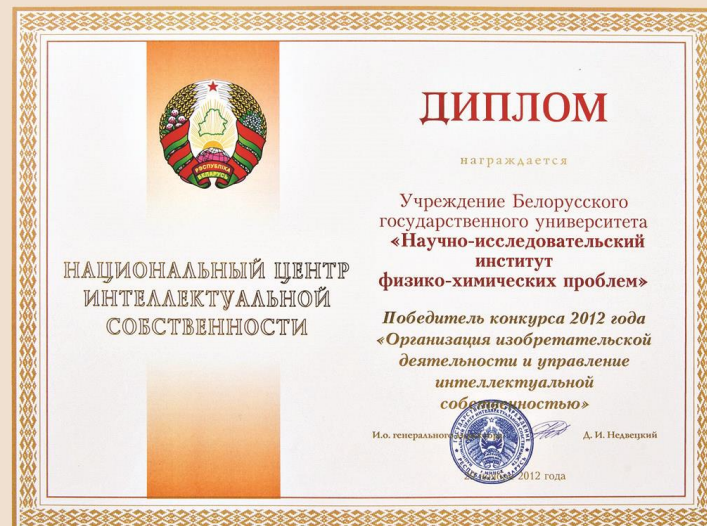 РЭСПУБЛІКА
БЕЛАРУСЬ
НАЦИОНАЛЬНЫЙ ЦЕНТР
ИНТЕЛЛЕКТУАЛЬНОЙ
СОБСТВЕННОСТИ
ДИПЛОМ
награждается
Учреждение Белорусского
государственного университета
«Научно-исследовательский
институт
физико-химических проблем»
Победитель конкурса 2012 года
«Организация изобретательской
деятельности и управление
интеллектуальной
собственностью»
И.о. генерального Д. И. Недвецкий
2012 года